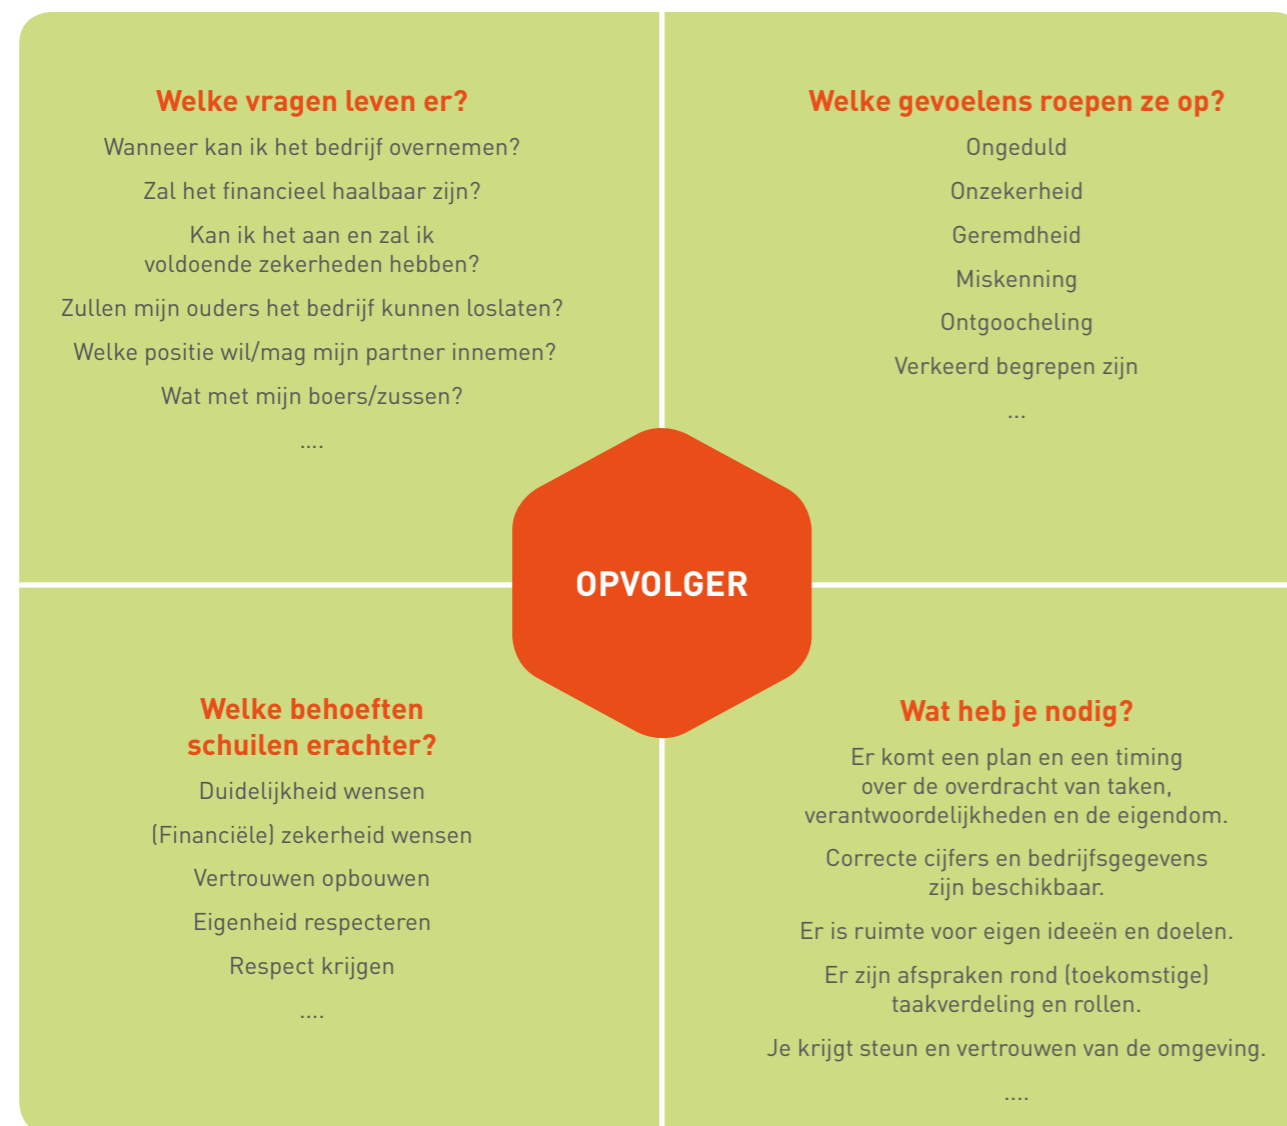 Welke vragen leven er?
Wanneer kan ik het bedrijf overnemen?
Zal het financieel haalbaar zijn?
Kan ik het aan en zal ik
voldoende zekerheden hebben?
Zullen mijn ouders het bedrijf kunnen loslaten?
Welke positie wil/mag mijn partner innemen?
Wat met mijn boers/zussen?
....
Welke gevoelens roepen ze op?
Ongeduld
Onzekerheid
Geremdheid
Miskenning
Ontgoocheling
Verkeerd begrepen zijn
...
OPVOLGER
Welke behoeften
schuilen erachter?
Duidelijkheid wensen
(Financiële) zekerheid wensen
Vertrouwen opbouwen
Eigenheid respecteren
Respect krijgen
....
Wat heb je nodig?
Er komt een plan en een timing
over de overdracht van taken,
verantwoordelijkheden en de eigendom.
Correcte cijfers en bedrijfsgegevens
zijn beschikbaar.
Er is ruimte voor eigen ideeën en doelen.
Er zijn afspraken rond (toekomstige)
taakverdeling en rollen.
Je krijgt steun en vertrouwen van de omgeving.
....